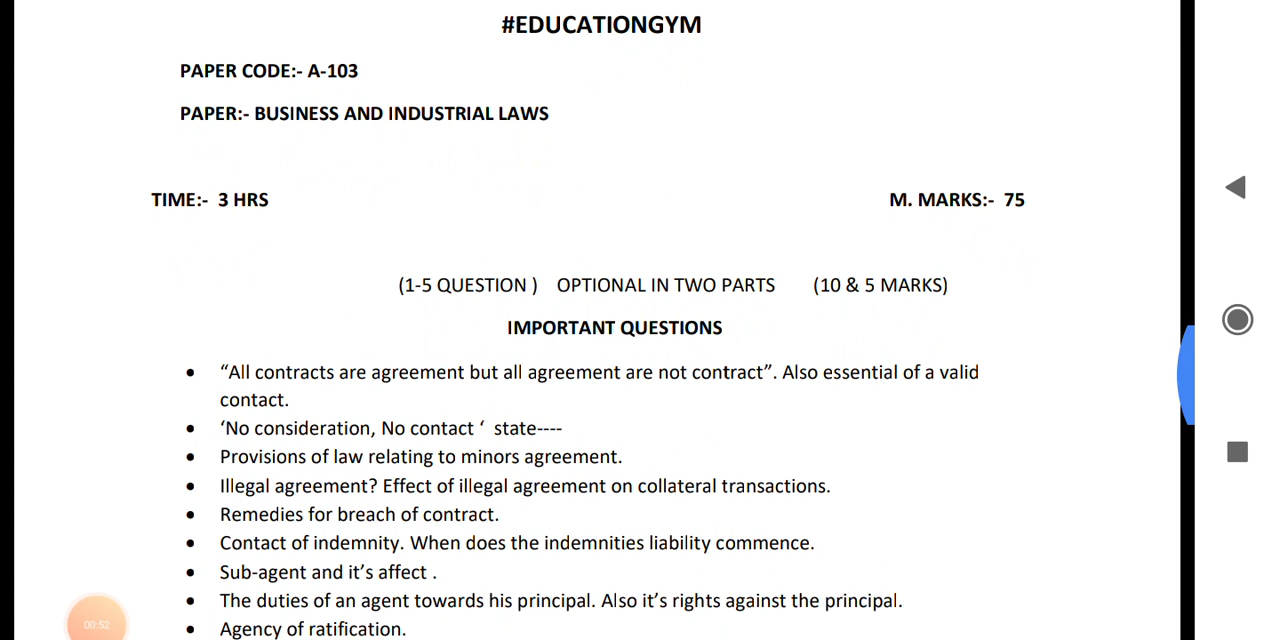 #EDUCATIONGYM
PAPER CODE:- A-103
PAPER:- BUSINESS AND INDUSTRIAL LAWS
TIME:- 3 HRS M. MARKS:- 75
(1-5 QUESTION ) OPTIONAL IN TWO PARTS (10 & 5 MARKS)
IMPORTANT QUESTIONS
• “All contracts are agreement but all agreement are not contract”. Also essential of a valid
contact.
• ‘No consideration, No contact ‘ state----
• Provisions of law relating to minors agreement.
• Illegal agreement? Effect of illegal agreement on collateral transactions.
• Remedies for breach of contract.
• Contact of indemnity. When does the indemnities liability commence.
• Sub-agent and it’s affect .
• The duties of an agent towards his principal. Also it’s rights against the principal.
• Agency of ratification.
00:52